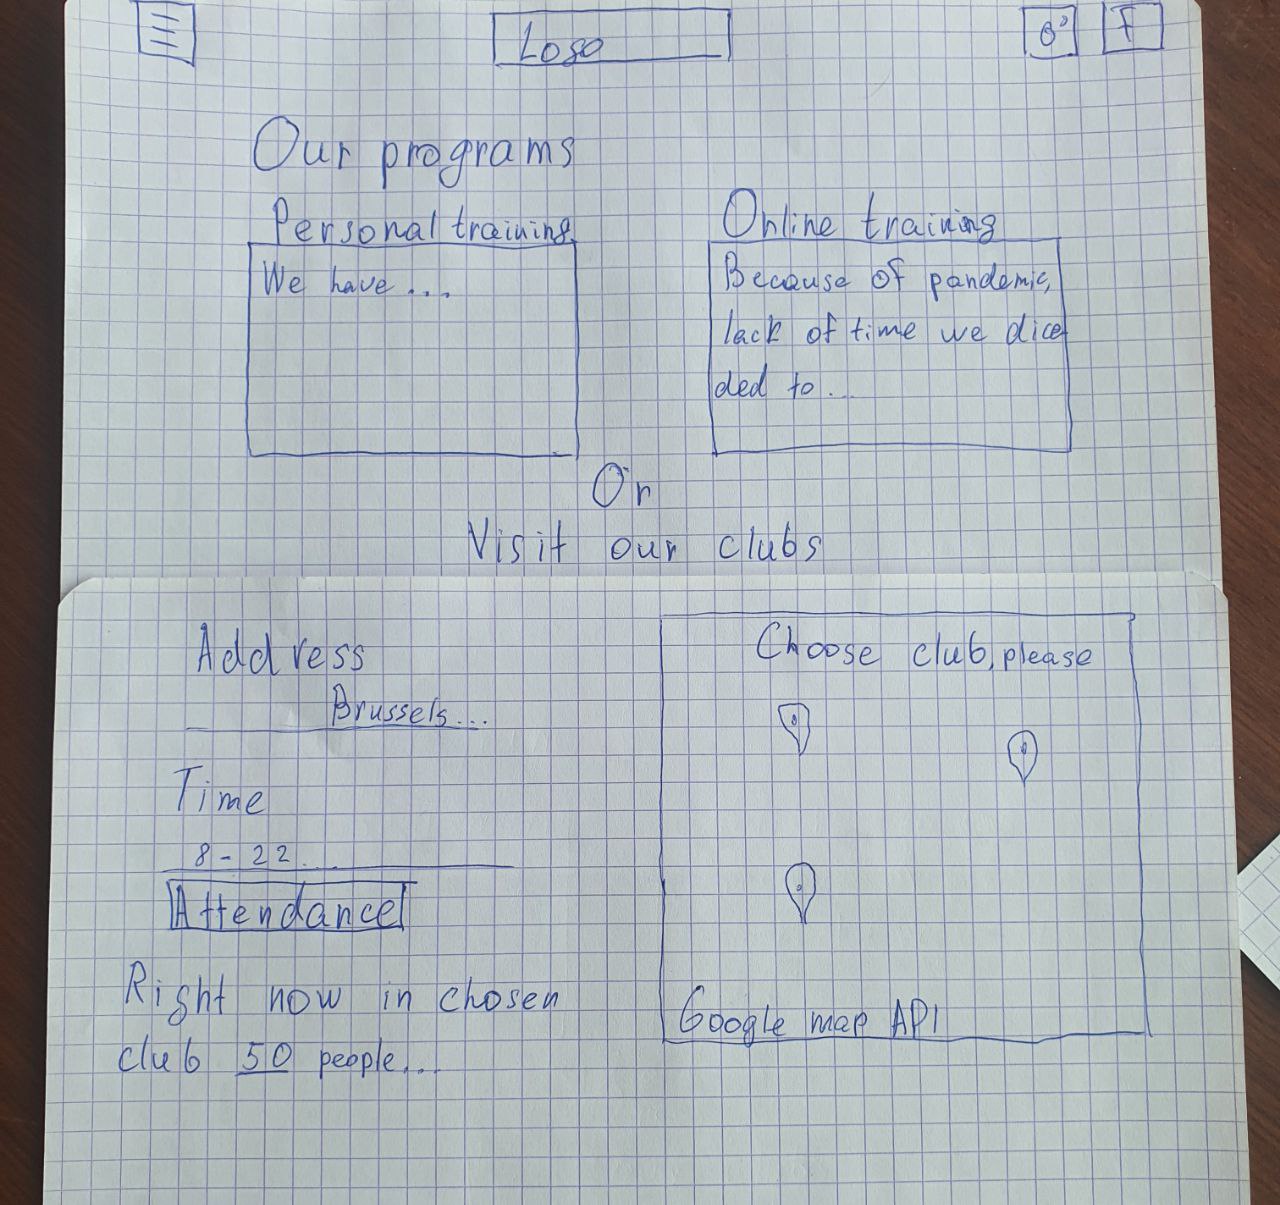 Logo
Our programs
Personal training
We have ...
Online training
Because of pandemic,
lack of time we dice
ded to...
Or
Visit our clubs
Address
Brussels...
Time
8 - 22...
Attendance
Right now in chosen
club 50 people...
Choose club, please
Google map API